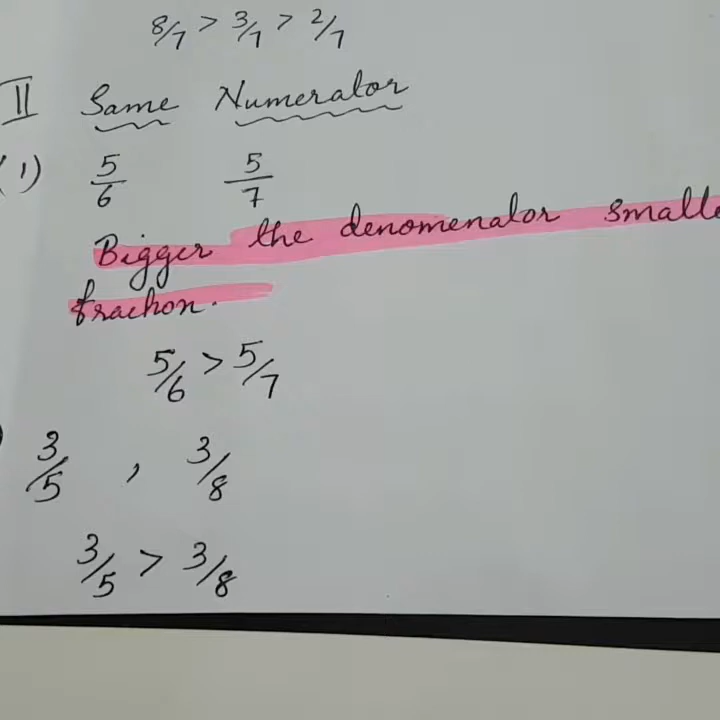 8/7 > 3/7 > 2/7
II Same Numerator
(1) 5/6 5/7
Bigger the denomenator
fraction.
5/6 > 5/7
3/5 , 3/8
3/5 > 3/8